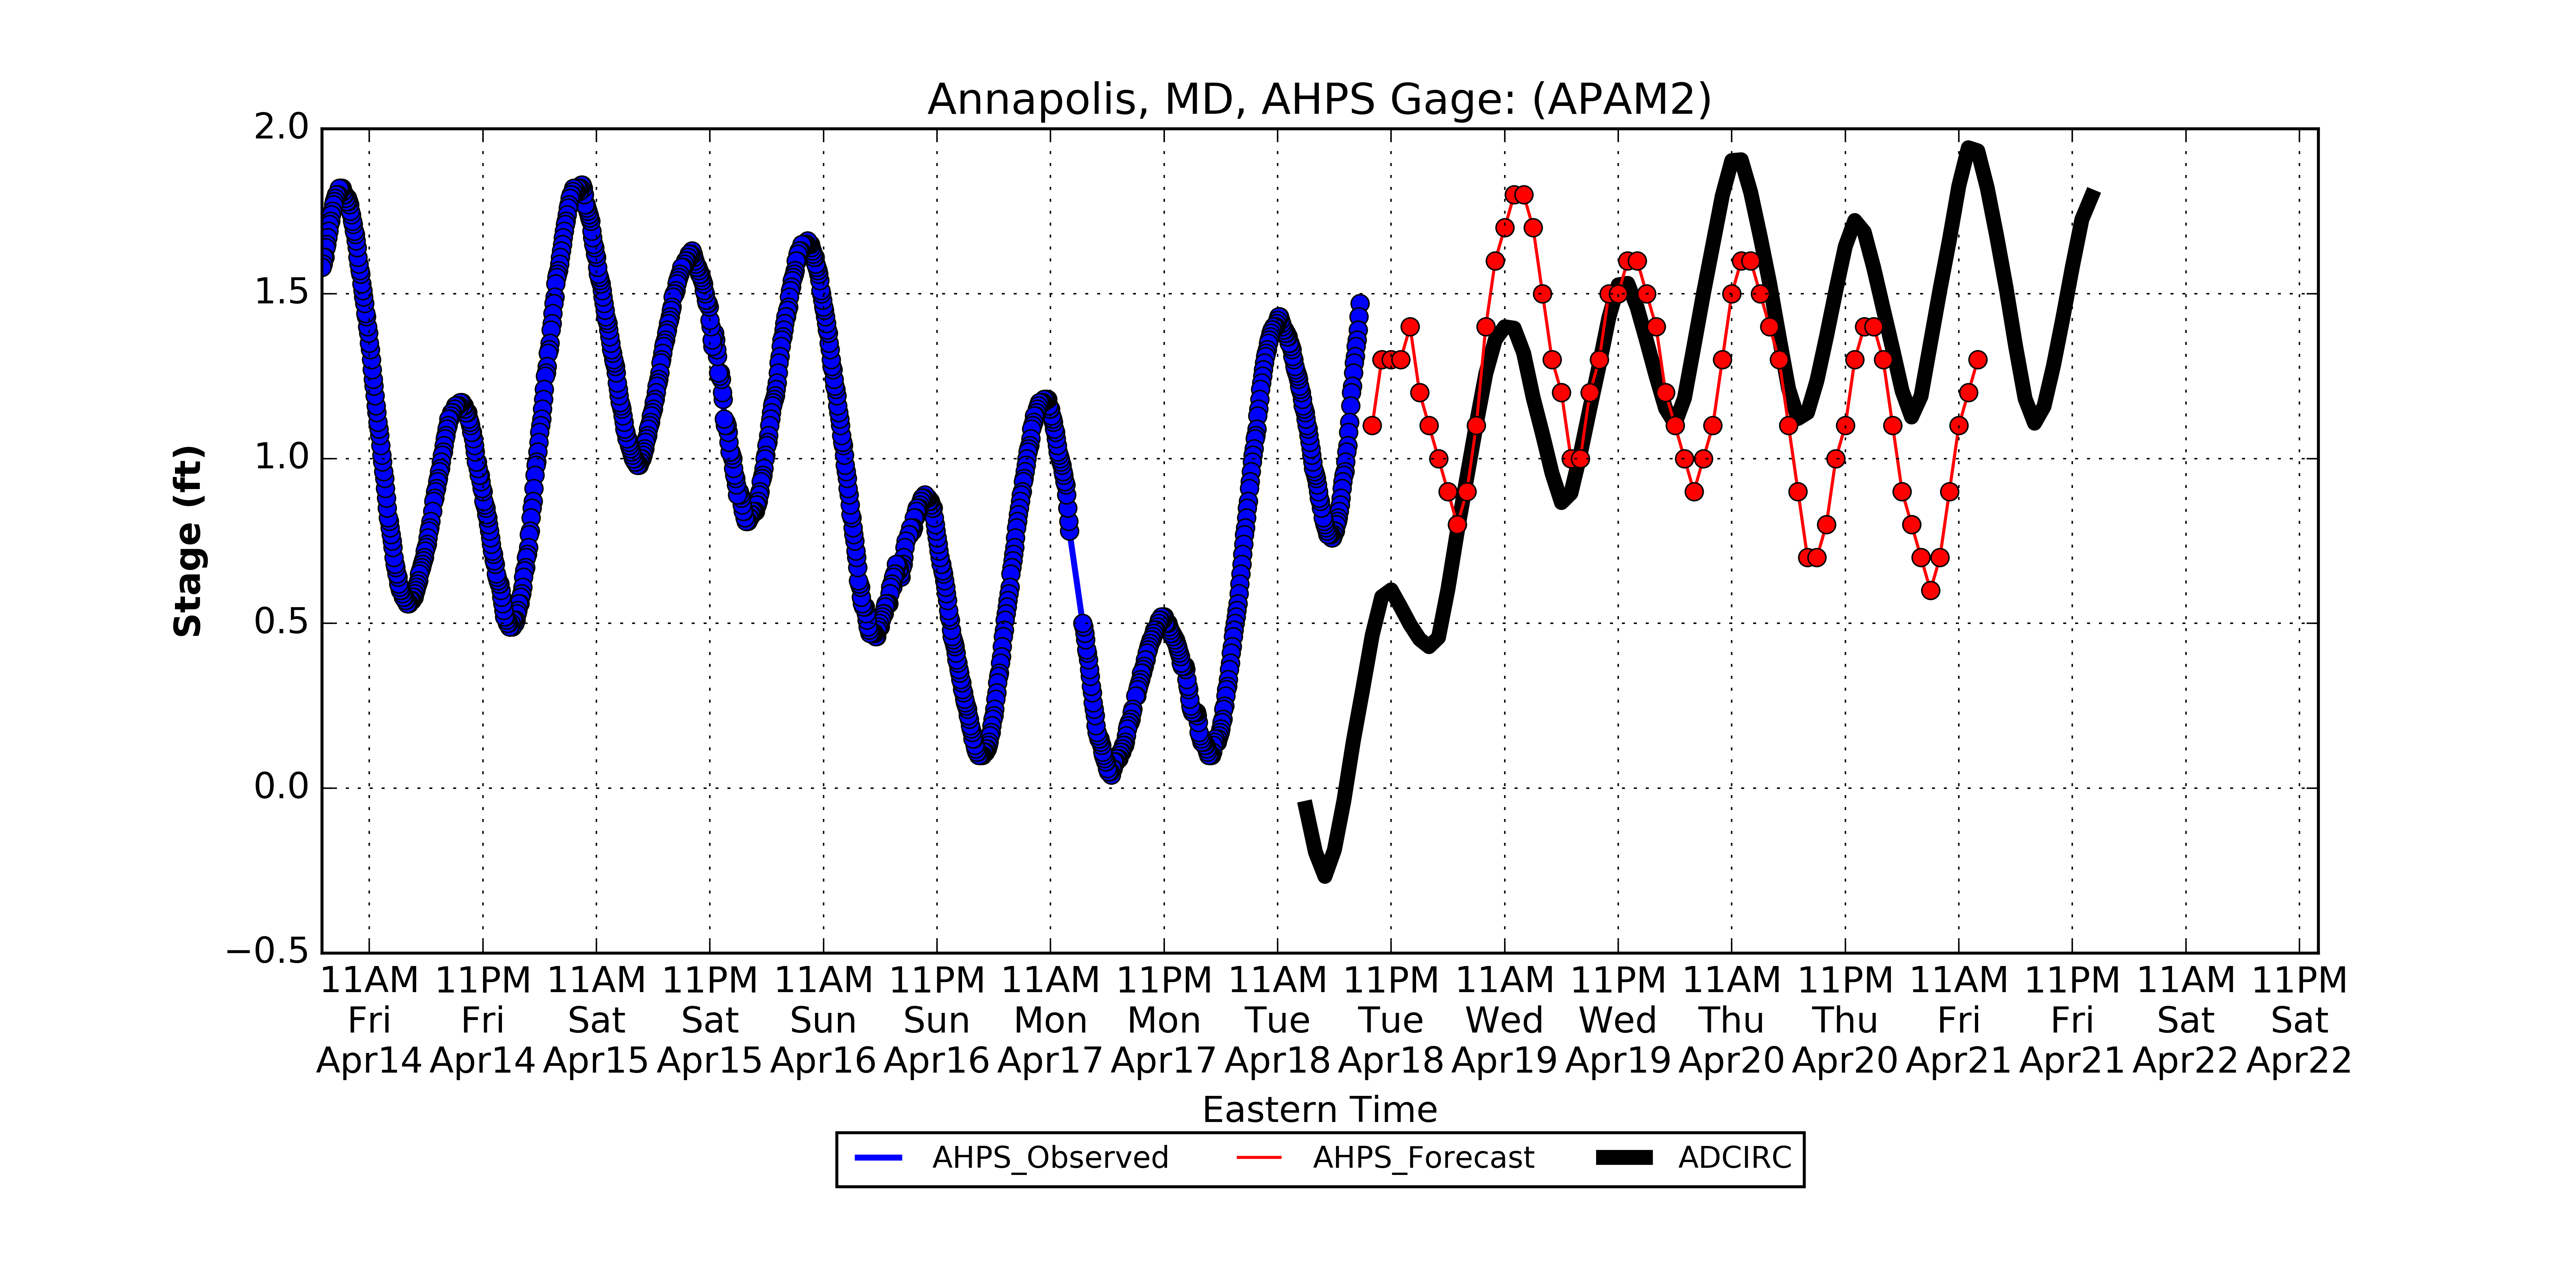 Annapolis, MD, AHPS Gage: (APAM2)
2.0
1.5
1.0
0.5
0.0
−0.5
Stage (ft)
11AM 11PM 11AM 11PM 11AM 11PM 11AM 11PM 11AM 11PM 11AM 11PM 11AM 11PM 11AM 11PM 11AM 11PM
Fri Fri Sat Sat Sun Sun Mon Mon Tue Tue Wed Wed Thu Thu Fri Fri Sat Sat
Apr14 Apr14 Apr15 Apr15 Apr16 Apr16 Apr17 Apr17 Apr18 Apr18 Apr19 Apr19 Apr20 Apr20 Apr21 Apr21 Apr22 Apr22
Eastern Time
AHPS_Observed AHPS_Forecast ADCIRC